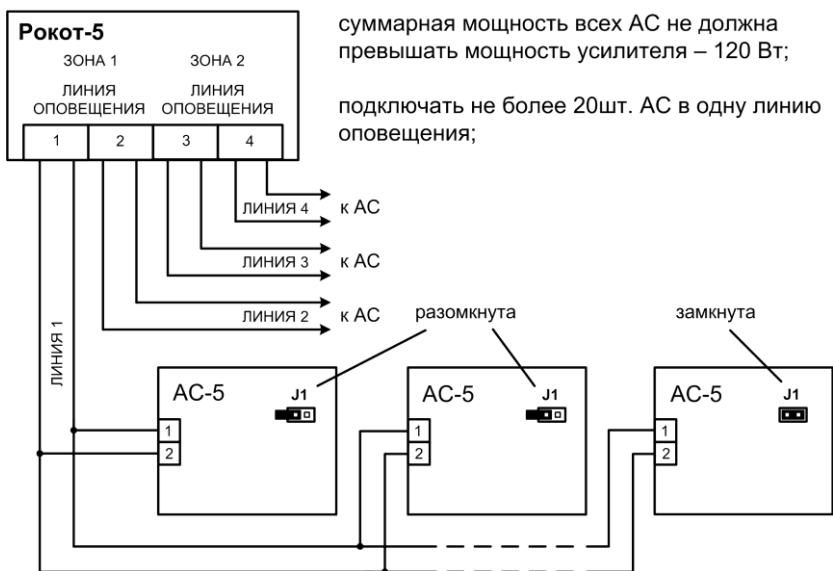 Рокот-5
ЗОНА 1
ЗОНА 2
ЛИНИЯ
ОПОВЕЩЕНИЯ
ЛИНИЯ
ОПОВЕЩЕНИЯ
1
2
3
4
суммарная мощность всех АС не должна
превышать мощность усилителя – 120 Вт;
подключать не более 20шт. АС в одну линию
оповещения;
ЛИНИЯ 4
к АС
ЛИНИЯ 3
к АС
ЛИНИЯ 2
к АС
ЛИНИЯ 1
разомкнута
замкнута
АС-5
J1
1
2
АС-5
J1
1
2
АС-5
J1
1
2